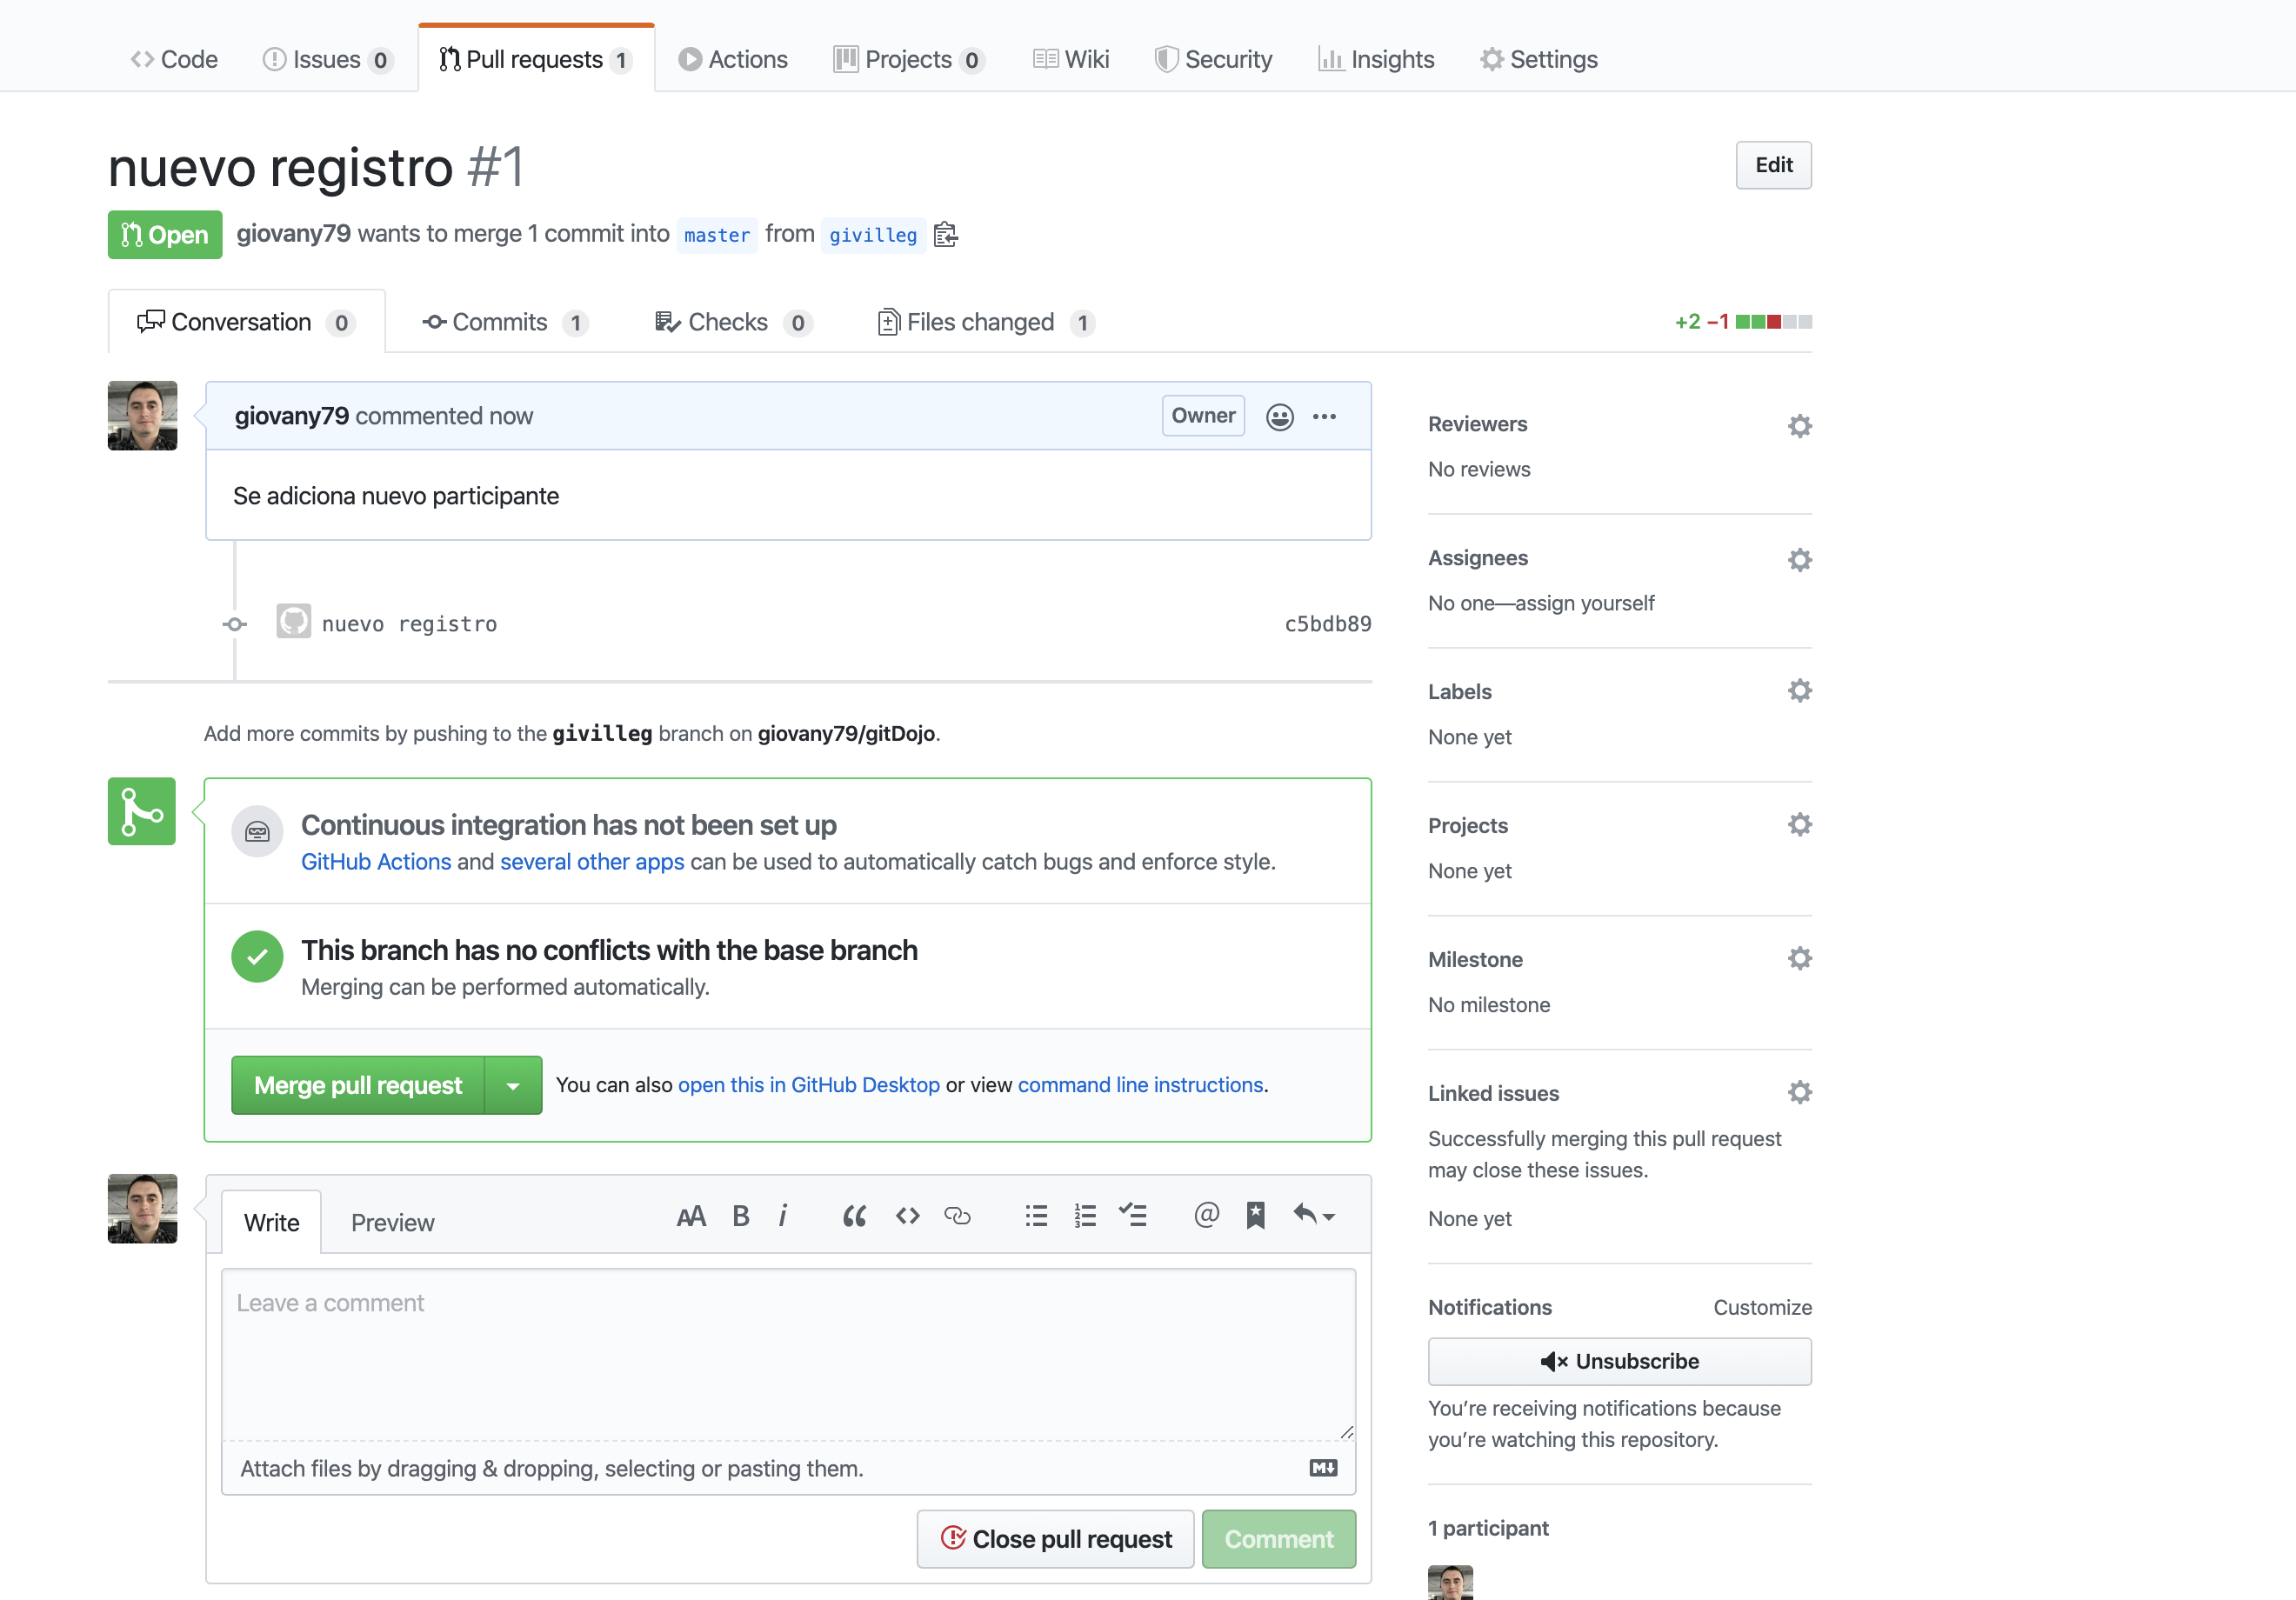 Code Issues 0 Pull requests 1 Actions Projects 0 Wiki Security Insights Settings
nuevo registro #1
Edit
Open giovany79 wants to merge 1 commit into master from givilleg
Conversation 0 Commits 1 Checks 0 Files changed 1
+2 −1
giovany79 commented now
Owner
Se adiciona nuevo participante
nuevo registro
c5bdb89
Add more commits by pushing to the givilleg branch on giovany79/gitDojo.
Continuous integration has not been set up
GitHub Actions and several other apps can be used to automatically catch bugs and enforce style.
This branch has no conflicts with the base branch
Merging can be performed automatically.
Merge pull request
You can also open this in GitHub Desktop or view command line instructions.
Write Preview
AA B i
Leave a comment
Attach files by dragging & dropping, selecting or pasting them.
Close pull request
Comment
Reviewers
No reviews
Assignees
No one—assign yourself
Labels
None yet
Projects
None yet
Milestone
No milestone
Linked issues
Successfully merging this pull request
may close these issues.
None yet
Notifications
Customize
Unsubscribe
You’re receiving notifications because
you’re watching this repository.
1 participant